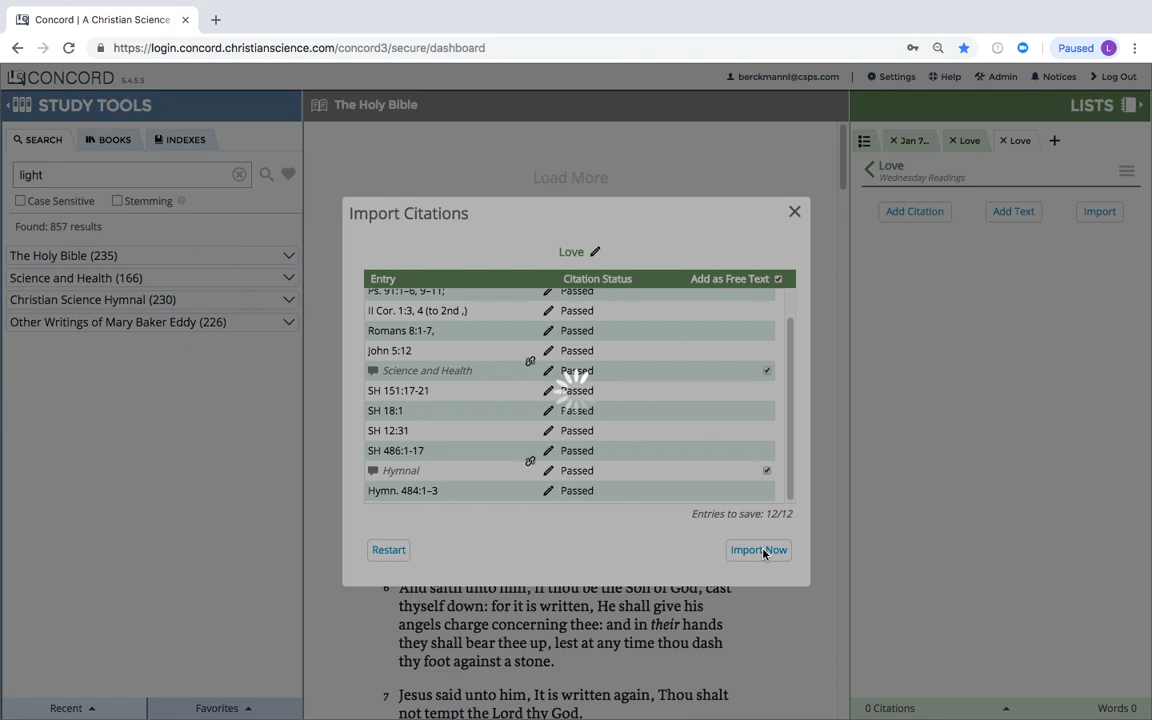 Concord | A Christian Science
https://login.concord.christianscience.com/concord3/secure/dashboard
Paused L
CONCORD 5.4.5.5
berckmannl@csps.com | Settings Help Admin Notices Log Out
STUDY TOOLS
The Holy Bible
LISTS
SEARCH BOOKS INDEXES
Jan 7... Love Love
light
Love
Wednesday Readings
Load More
Case Sensitive Stemming
Add Citation Add Text Import
Found: 857 results
The Holy Bible (235)
Science and Health (166)
Christian Science Hymnal (230)
Other Writings of Mary Baker Eddy (226)
Import Citations
Love
Entry Citation Status Add as Free Text
Ps. 91:1–6, 9–11; Passed
II Cor. 1:3, 4 (to 2nd ,) Passed
Romans 8:1-7, Passed
John 5:12 Passed
Science and Health Passed
SH 151:17-21 Passed
SH 18:1 Passed
SH 12:31 Passed
SH 486:1-17 Passed
Hymnal Passed
Hymn. 484:1–3 Passed
Entries to save: 12/12
Restart Import Now
6 And saith unto him, If thou be the Son of God, cast
thyself down: for it is written, He shall give his
angels charge concerning thee: and in their hands
they shall bear thee up, lest at any time thou dash
thy foot against a stone.
7 Jesus said unto him, It is written again, Thou shalt
not tempt the Lord thy God.
Recent Favorites
0 Citations Words 0